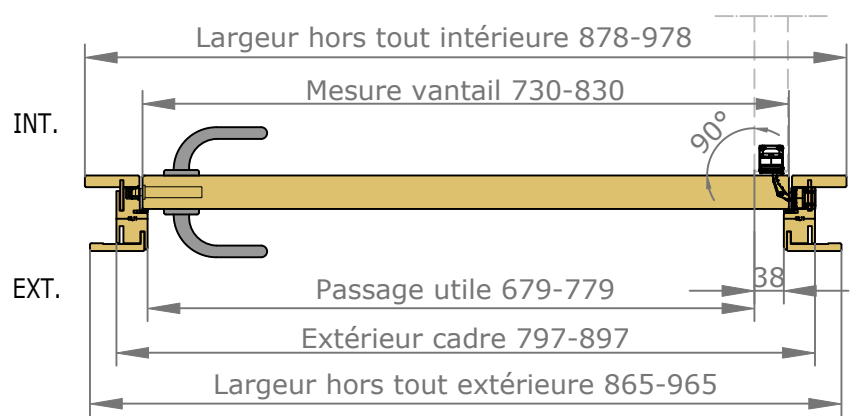 Largeur hors tout intérieure 878-978
Mesure vantail 730-830
INT.
90°
EXT.
Passage utile 679-779
38
Extérieur cadre 797-897
Largeur hors tout extérieure 865-965